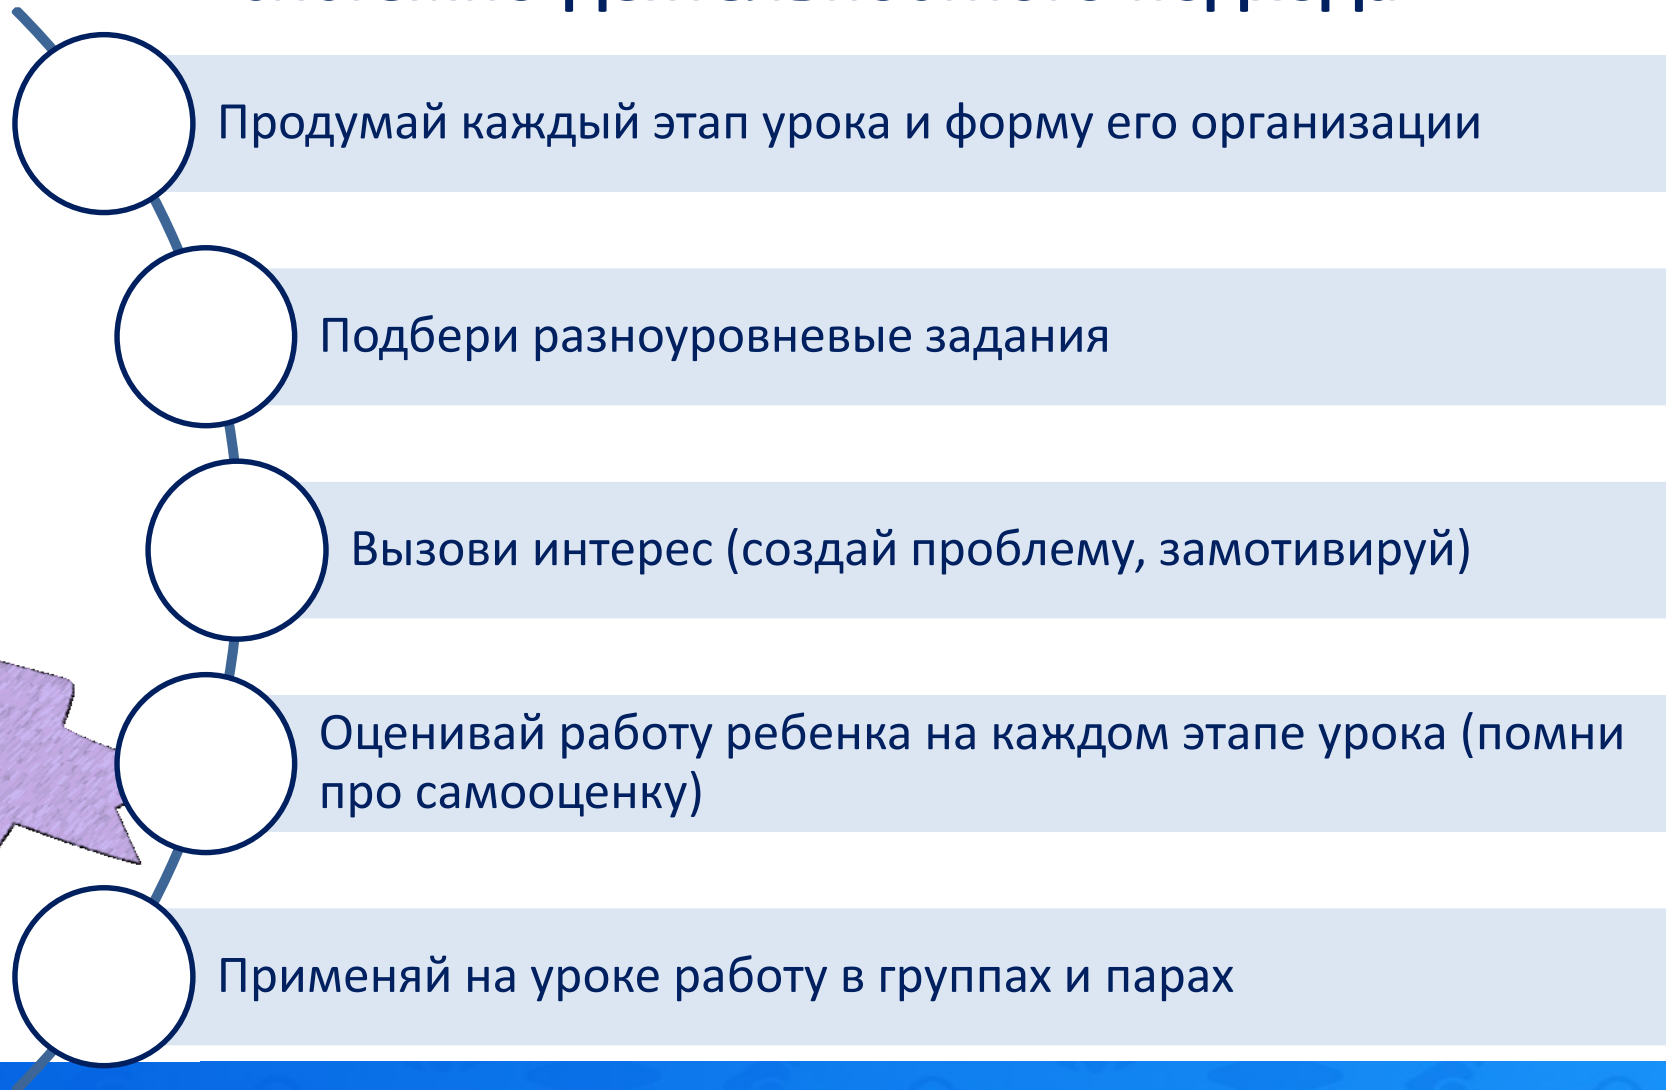 Продумай каждый этап урока и форму его организации
Подбери разноуровневые задания
Вызови интерес (создай проблему, замотивируй)
Оценивай работу ребенка на каждом этапе урока (помни
про самооценку)
Применяй на уроке работу в группах и парах